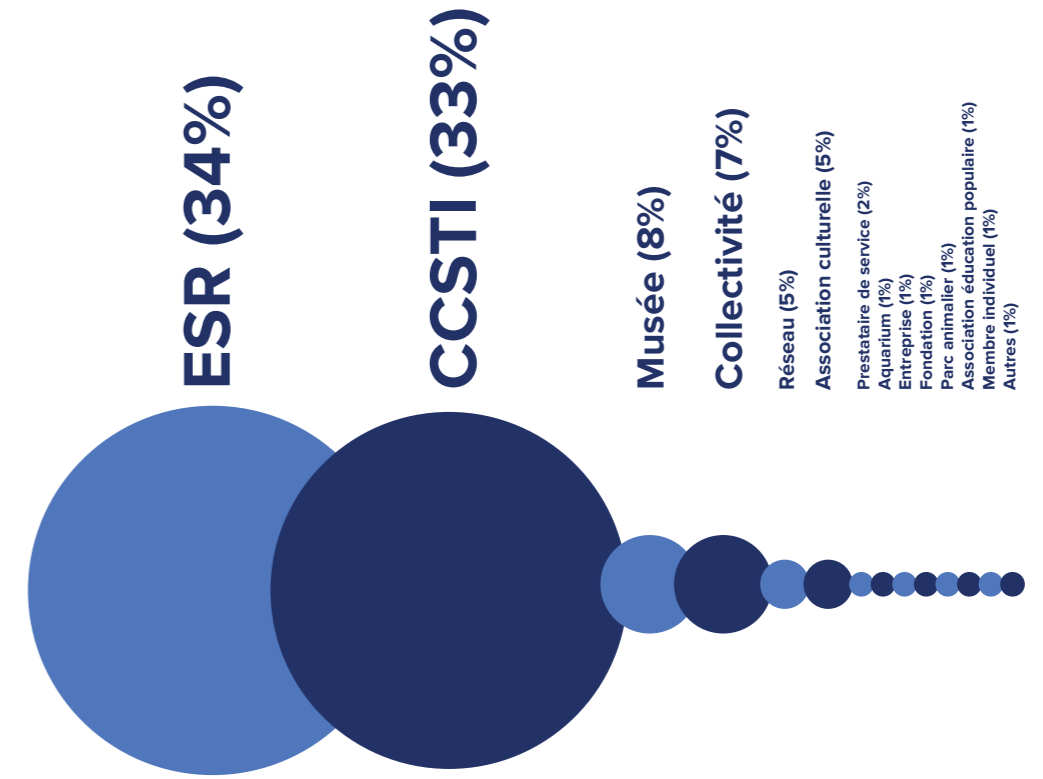 ESR (34%)
CCSTI (33%)
Musée (8%)
Collectivité (7%)
Réseau (5%)
Association culturelle (5%)
Prestataire de service (2%)
Aquarium (1%)
Entreprise (1%)
Fondation (1%)
Parc animalier (1%)
Association éducation populaire (1%)
Membre individuel (1%)
Autres (1%)